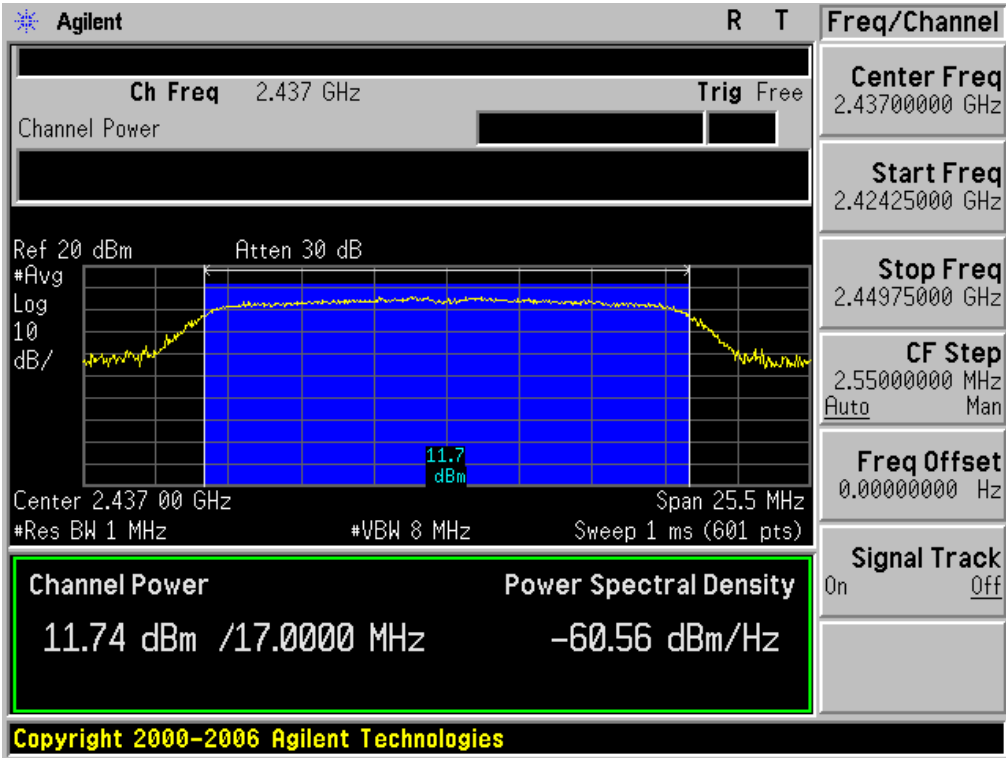 Agilent R T
Ch Freq 2.437 GHz Trig Free
Channel Power
Ref 20 dBm Atten 30 dB
#Avg
Log
10
dB/
11.7
dBm
Center 2.437 00 GHz Span 25.5 MHz
#Res BW 1 MHz #VBW 8 MHz Sweep 1 ms (601 pts)
Channel Power Power Spectral Density
11.74 dBm /17.0000 MHz -60.56 dBm/Hz
Copyright 2000-2006 Agilent Technologies
Freq/Channel
Center Freq
2.43700000 GHz
Start Freq
2.42425000 GHz
Stop Freq
2.44975000 GHz
CF Step
2.55000000 MHz
Auto Man
Freq Offset
0.00000000 Hz
Signal Track
On Off